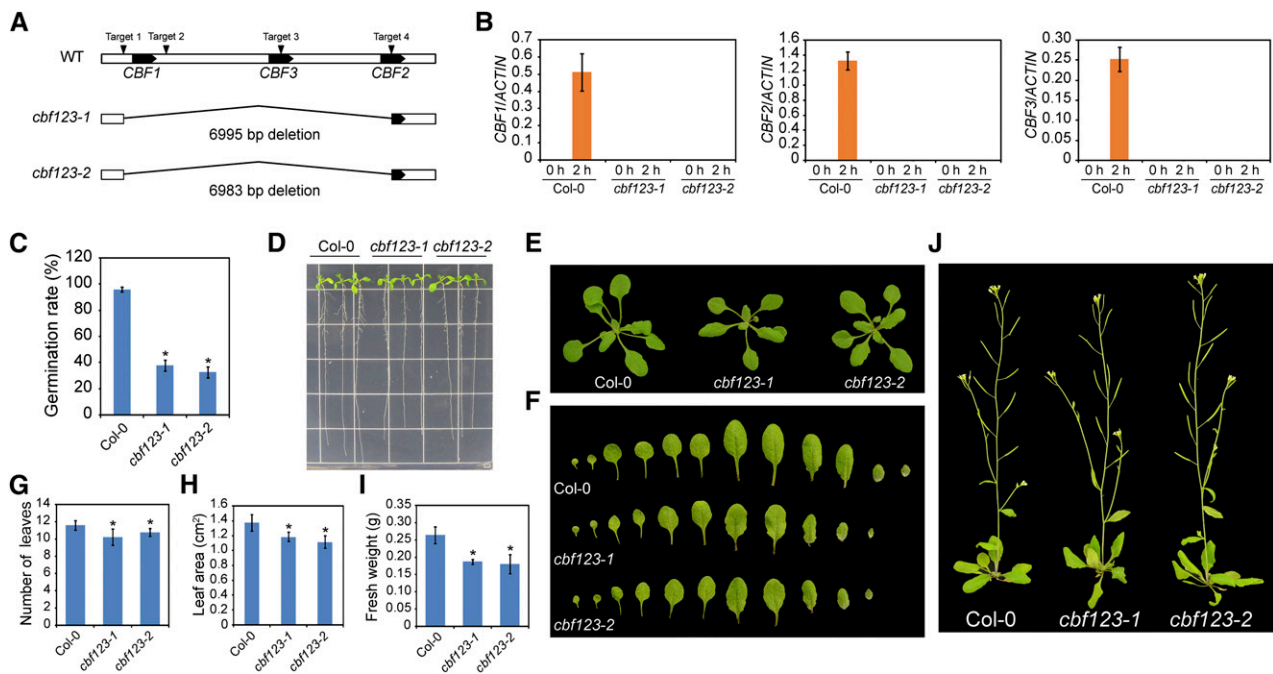 A
Target 1 Target 2 Target 3 Target 4
WT
CBF1 CBF3 CBF2
cbf123-1
6995 bp deletion
cbf123-2
6983 bp deletion
B
CBF1/ACTIN
0.7
0.6
0.5
0.4
0.3
0.2
0.1
0
0 h 2 h 0 h 2 h 0 h 2 h
Col-0 cbf123-1 cbf123-2
CBF2/ACTIN
1.6
1.4
1.2
1.0
0.8
0.6
0.4
0.2
0
0 h 2 h 0 h 2 h 0 h 2 h
Col-0 cbf123-1 cbf123-2
CBF3/ACTIN
0.30
0.25
0.20
0.15
0.10
0.05
0
0 h 2 h 0 h 2 h 0 h 2 h
Col-0 cbf123-1 cbf123-2
C
Germination rate (%)
120
100
80
60
40
20
0
* *
Col-0 cbf123-1 cbf123-2
D
Col-0 cbf123-1 cbf123-2
E
Col-0 cbf123-1 cbf123-2
F
Col-0
cbf123-1
cbf123-2
G
Number of leaves
14
12
10
8
6
4
2
0
* *
Col-0 cbf123-1 cbf123-2
H
Leaf area (cm²)
1.6
1.4
1.2
1.0
0.8
0.6
0.4
0.2
0
* *
Col-0 cbf123-1 cbf123-2
I
Fresh weight (g)
0.35
0.30
0.25
0.20
0.15
0.10
0.05
0
* *
Col-0 cbf123-1 cbf123-2
J
Col-0 cbf123-1 cbf123-2